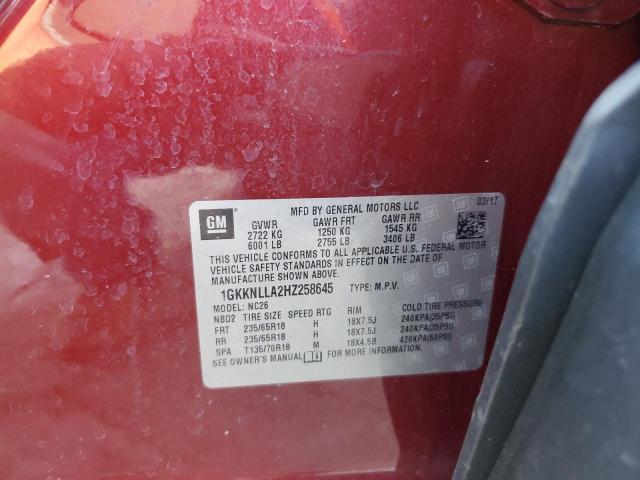 GM
MFD BY GENERAL MOTORS LLC
03/17
GVWR GAWR FRT GAWR RR
2722 KG 1250 KG 1545 KG
6001 LB 2755 LB 3406 LB
THIS VEHICLE CONFORMS TO ALL APPLICABLE U.S. FEDERAL MOTOR
VEHICLE SAFETY STANDARDS IN EFFECT ON THE DATE OF
MANUFACTURE SHOWN ABOVE.
1GKKNLLA2HZ258645 TYPE: M.P.V.
MODEL: NC26
NBD2 TIRE SIZE SPEED RTG RIM COLD TIRE PRESSURE
FRT 235/65R18 H 18X7.5J 240KPA(35PSI)
RR 235/65R18 H 18X7.5J 240KPA(35PSI)
SPA T135/70R18 M 18X4.5B 420KPA(60PSI)
SEE OWNER'S MANUAL FOR MORE INFORMATION